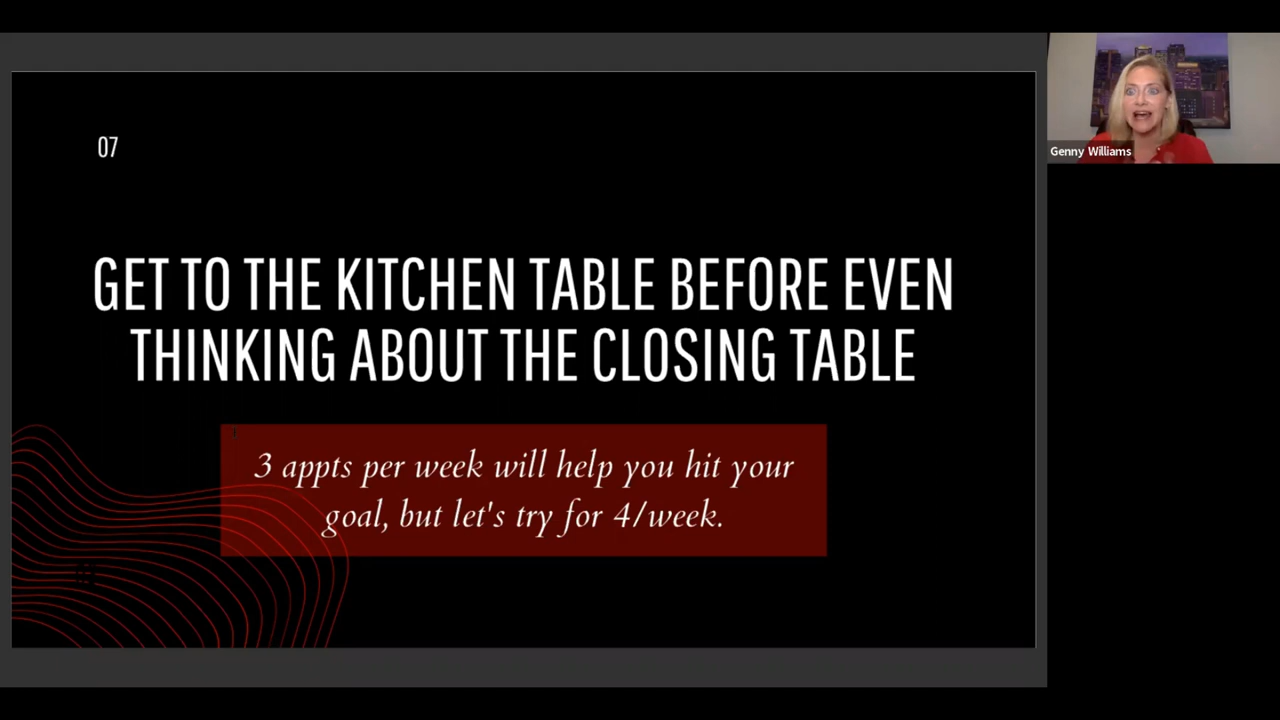 07
GET TO THE KITCHEN TABLE BEFORE EVEN
THINKING ABOUT THE CLOSING TABLE
3 appts per week will help you hit your
goal, but let's try for 4/week.
Genny Williams